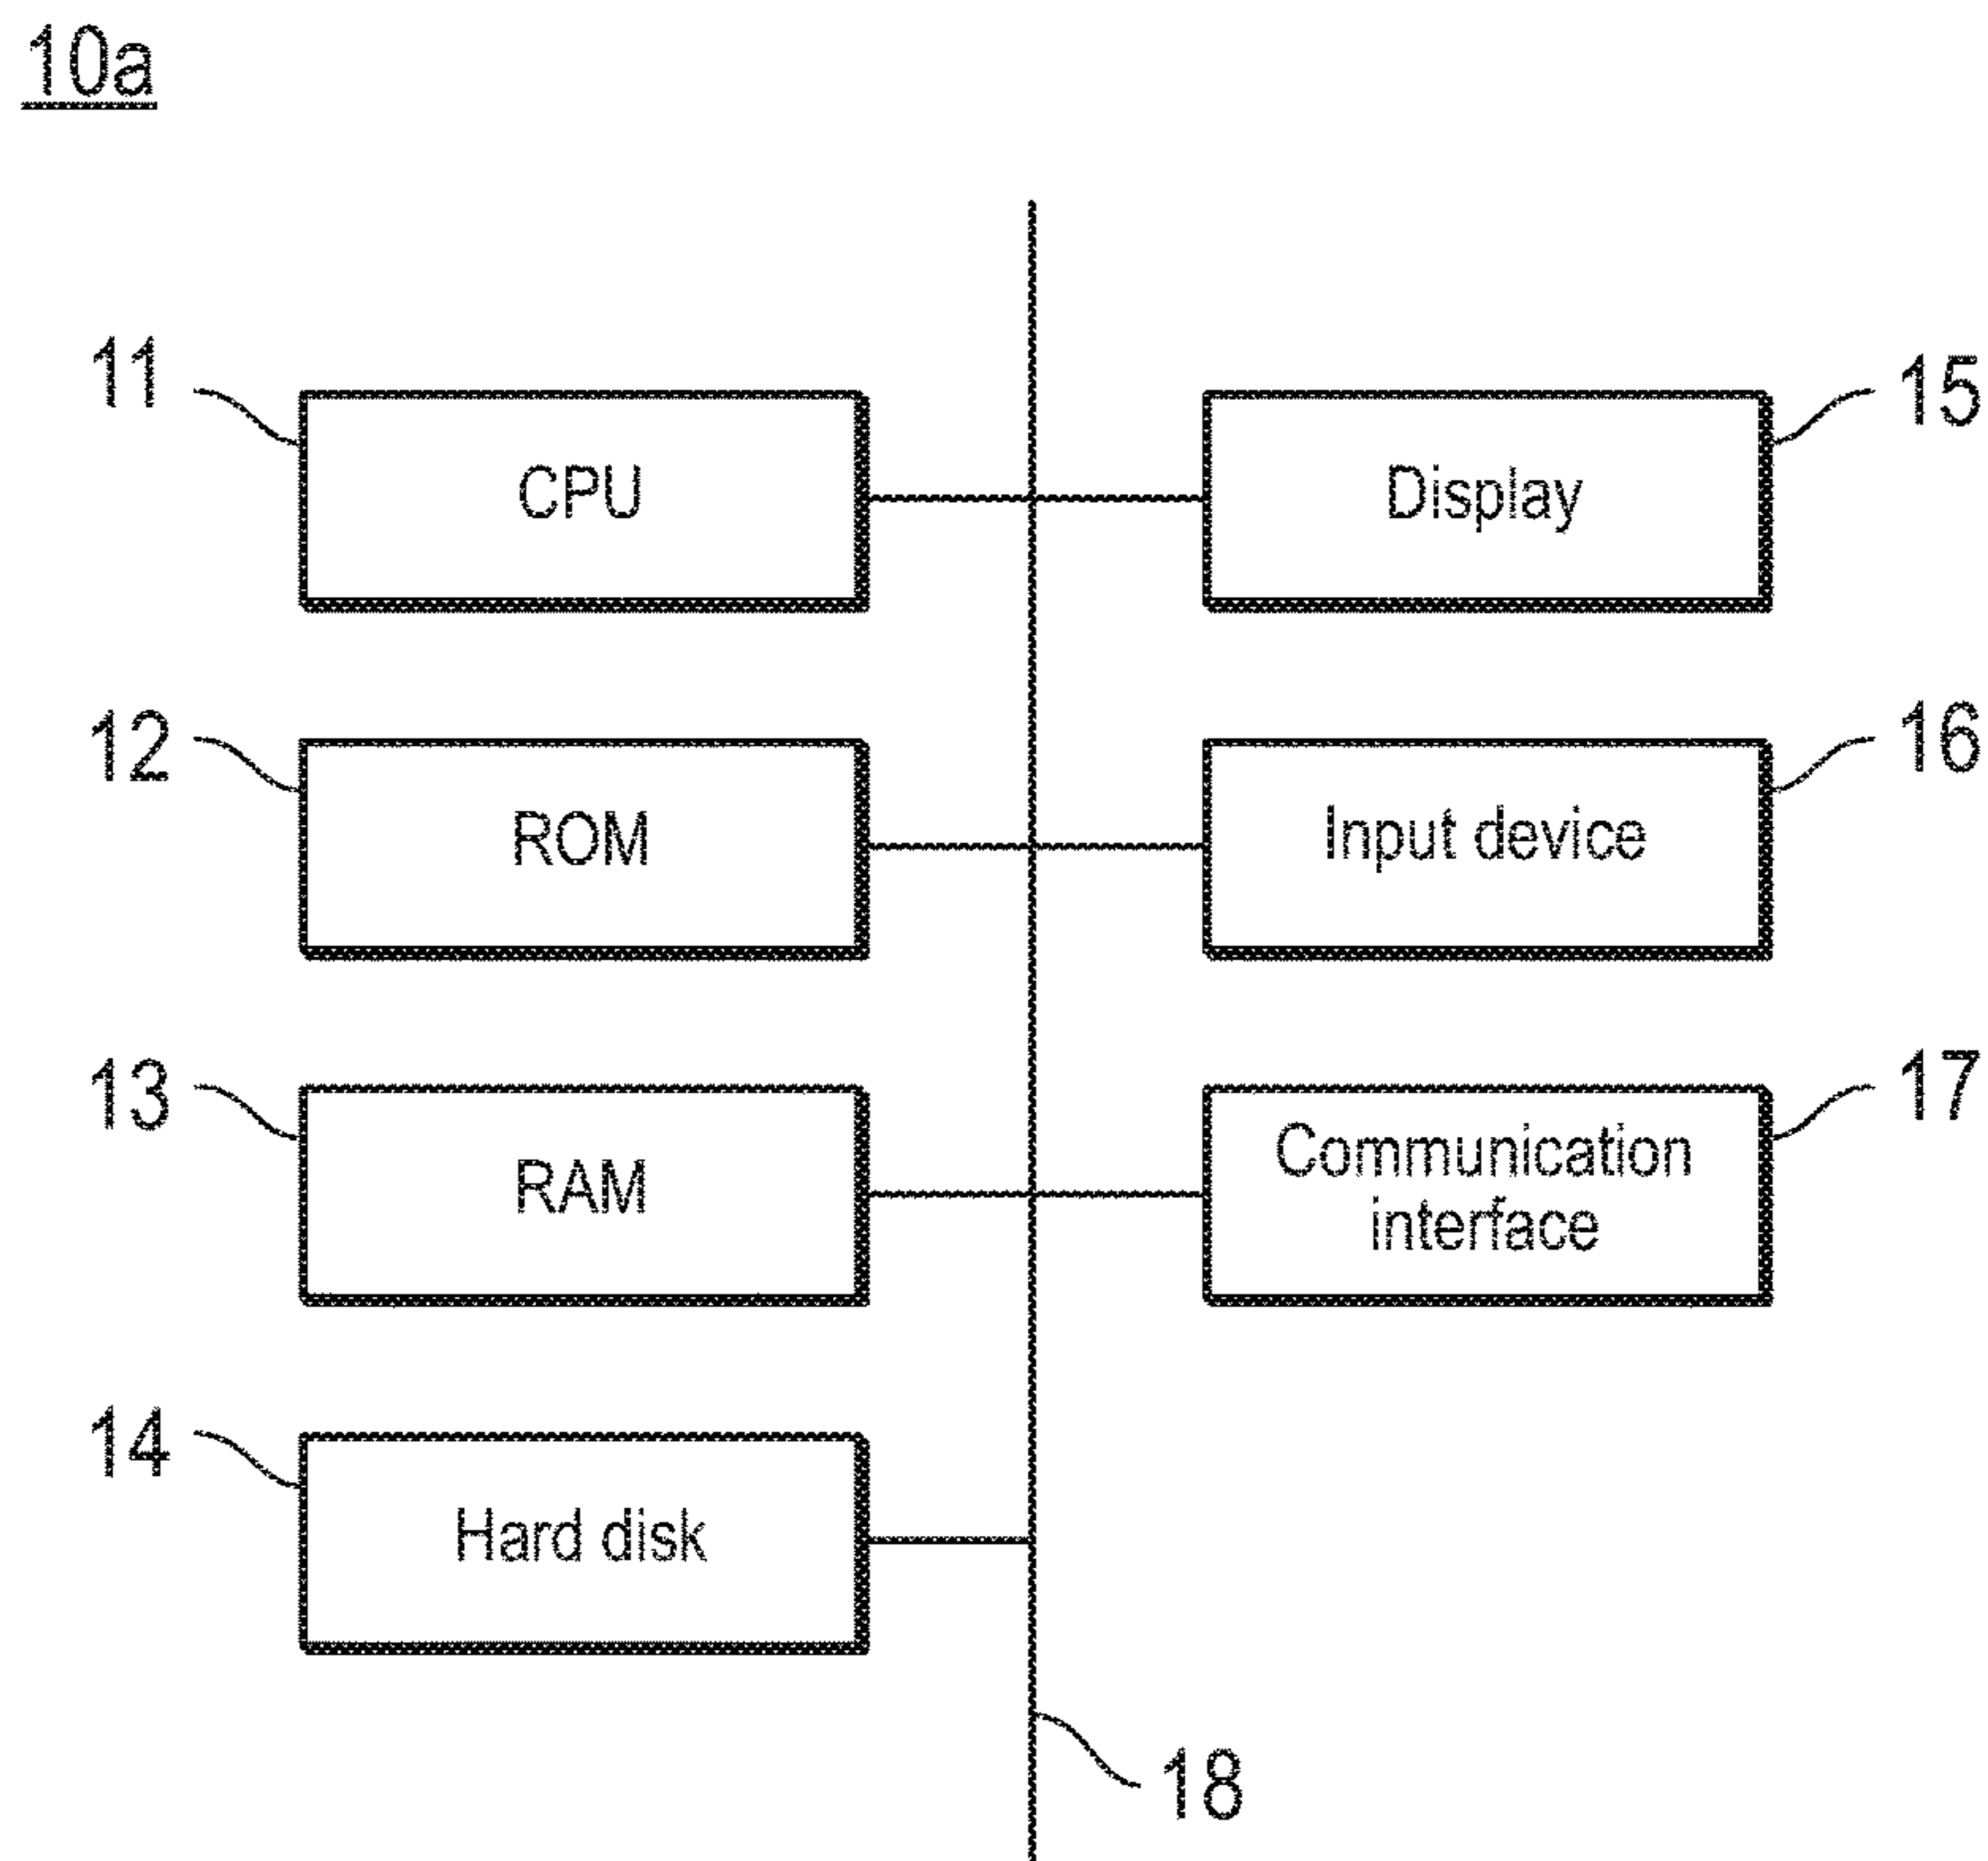 10a
11
CPU
Display
15
12
ROM
Input device
16
13
RAM
Communication
interface
17
14
Hard disk
18